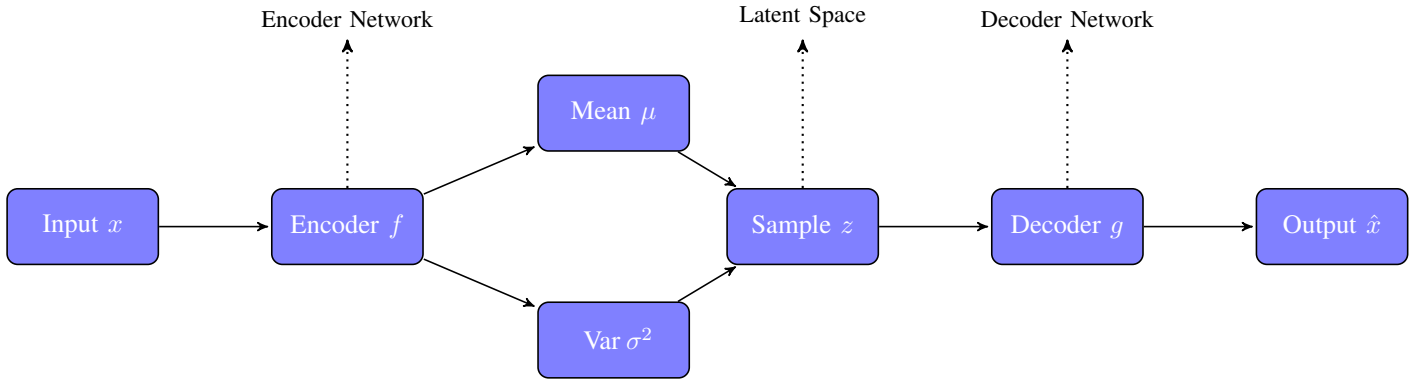 Encoder Network
Latent Space
Decoder Network
Mean μ
Input x
Encoder f
Sample z
Decoder g
Output x̂
Var σ²